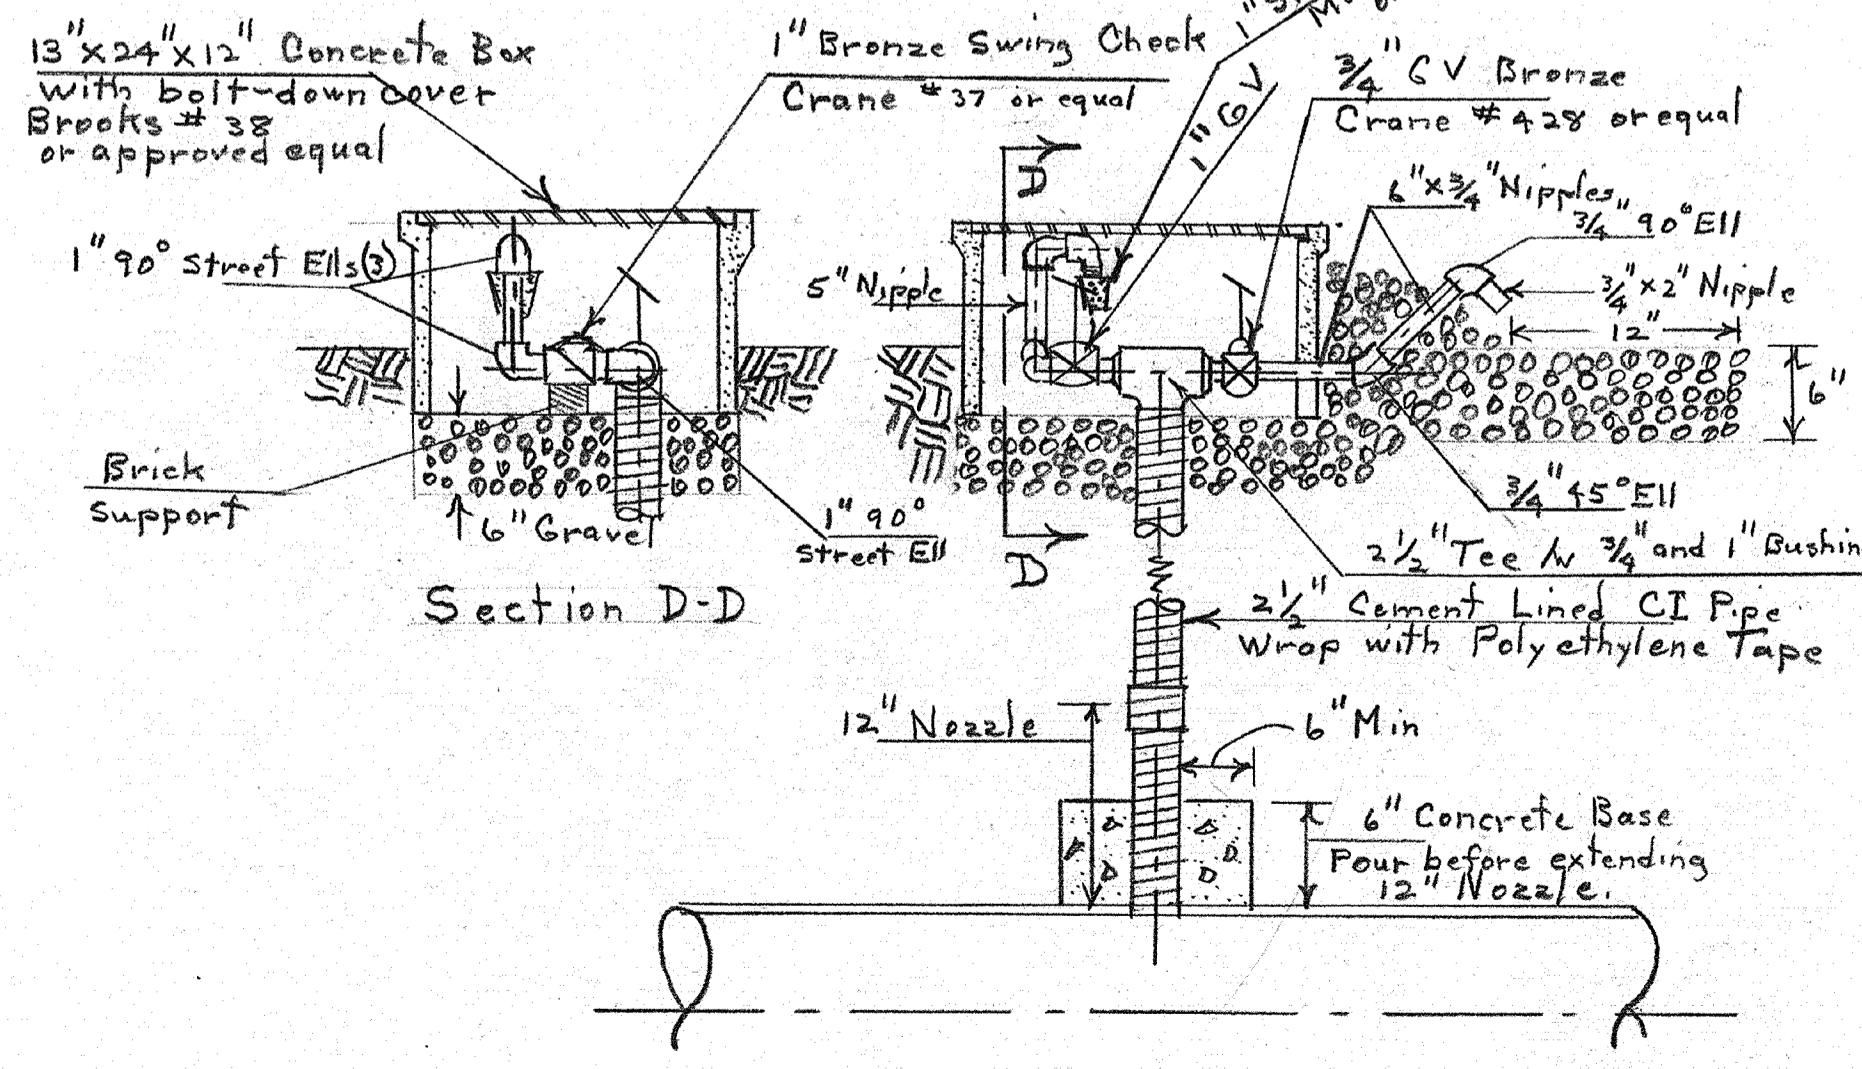 13" x 24" x 12" Concrete Box
with bolt-down cover
Brooks # 38
or approved equal
1" Bronze Swing Check
Crane # 37 or equal
1" GV
3/4" GV Bronze
Crane # 428 or equal
6" x 3/4" Nipples
3/4" 90° Ell
3/4" x 2" Nipple
12"
6"
1" 90° Street Ells (3)
5" Nipple
D
Brick
Support
6" Gravel
1" 90°
Street Ell
D
3/4" 45° Ell
2 1/2" Tee /w 3/4" and 1" Bushin
Section D-D
2 1/2" Cement Lined CI Pipe
Wrap with Polyethylene Tape
12" Nozzle
6" Min
6" Concrete Base
Pour before extending
12" Nozzle.